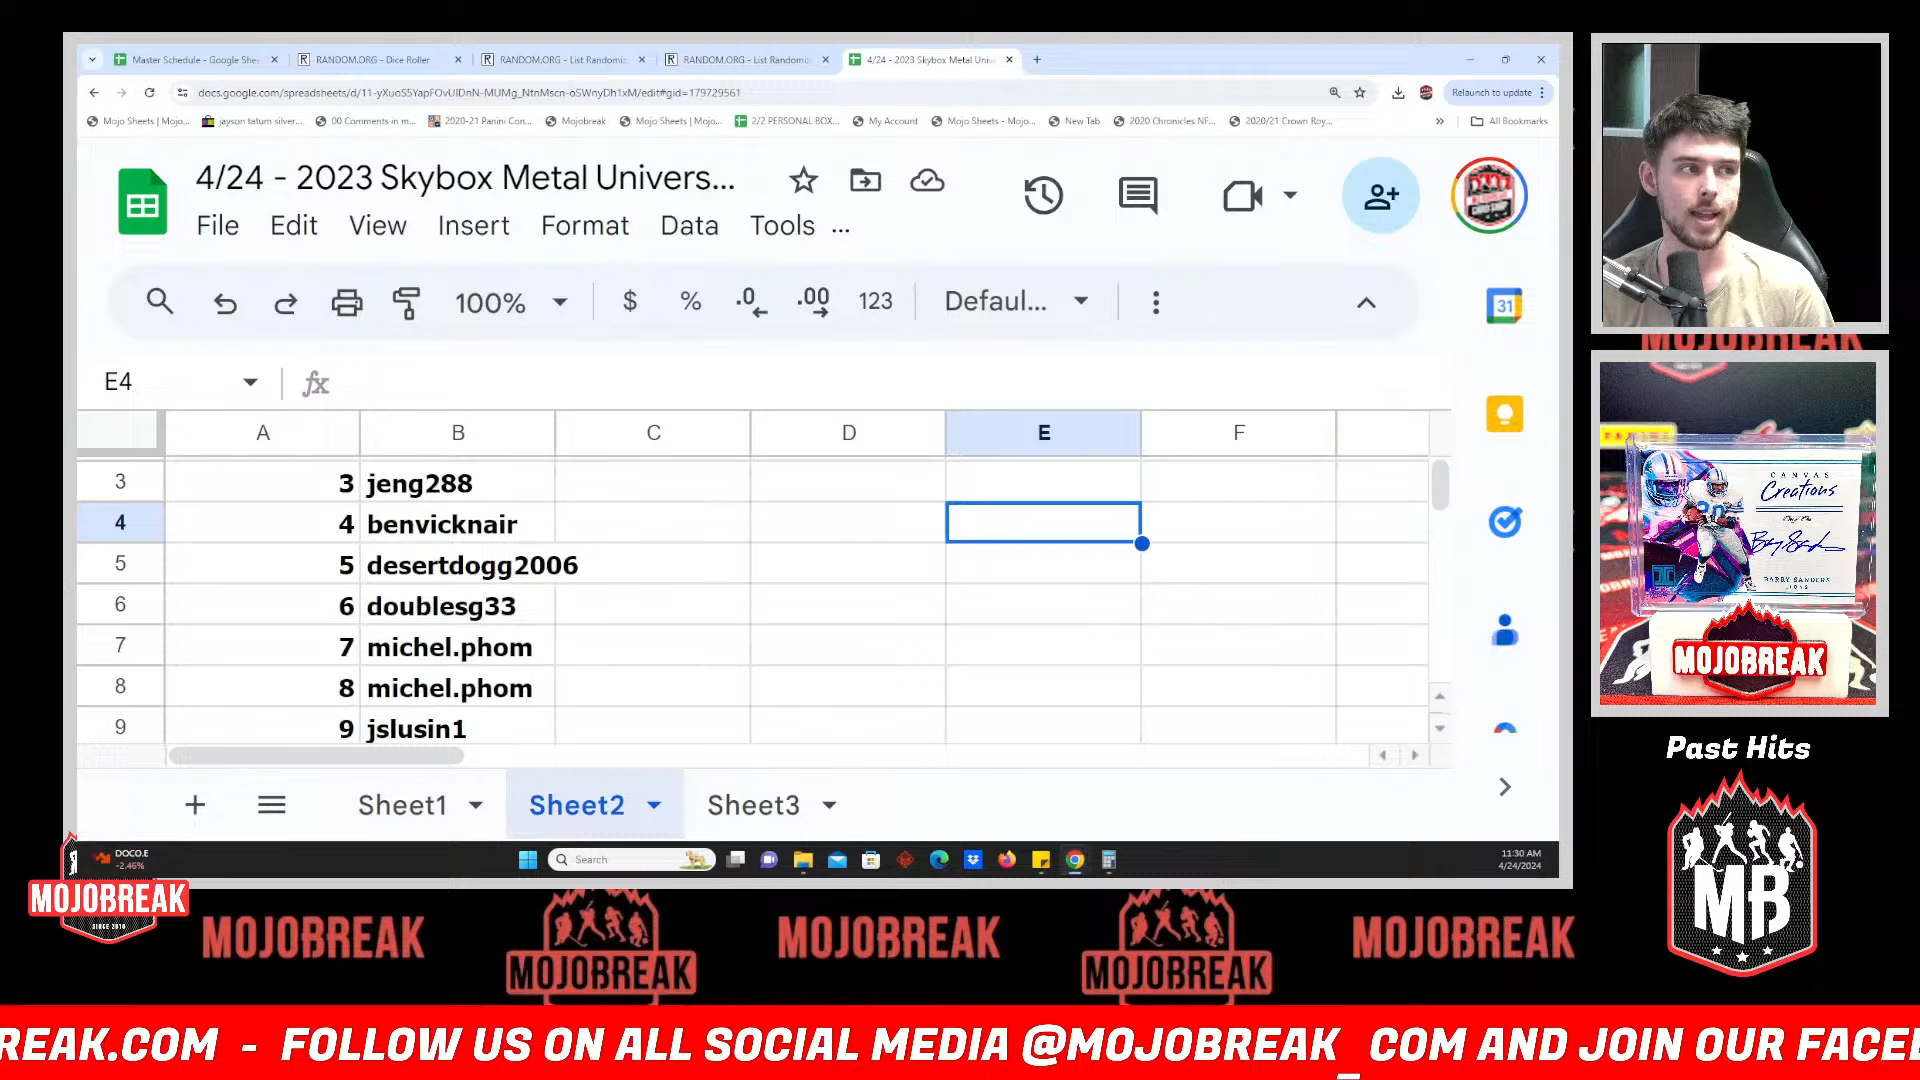 Master Schedule - Google She
RANDOM.ORG - Dice Roller
RANDOM.ORG - List Randomiz
RANDOM.ORG - List Randomi
4/24 - 2023 Skybox Metal Univ
docs.google.com/spreadsheets/d/11-yXuoS5YapFOvUIDnN-MUMg_NtnMscn-oSWnyDh1xM/edit#gid=179729561
Relaunch to update
Mojo Sheets | Mojo...
jayson tatum silver...
00 Comments in m...
2020-21 Panini Con...
Mojobreak
Mojo Sheets | Mojo...
2/2 PERSONAL BOX...
My Account
Mojo Sheets - Mojo...
New Tab
2020 Chronicles NF...
2020/21 Crown Roy...
All Bookmarks
4/24 - 2023 Skybox Metal Univers...
File Edit View Insert Format Data Tools ...
100%
$ % .0 .00 123
Defaul...
31
E4
fx
A B C D E F
3 3 jeng288
4 4 benvicknair
5 5 desertdogg2006
6 6 doublesg33
7 7 michel.phom
8 8 michel.phom
9 9 jslusin1
Sheet1 Sheet2 Sheet3
DOCO.E
-2.46%
Search
11:30 AM
4/24/2024
CANVAS
Creations
BARRY SANDERS
LIONS
MOJOBREAK
Past Hits
MB
MOJOBREAK
SINCE 2010
MOJOBREAK
MOJOBREAK
MOJOBREAK
MOJOBREAK
MOJOBREAK
REAK.COM - FOLLOW US ON ALL SOCIAL MEDIA @MOJOBREAK_COM AND JOIN OUR FACE